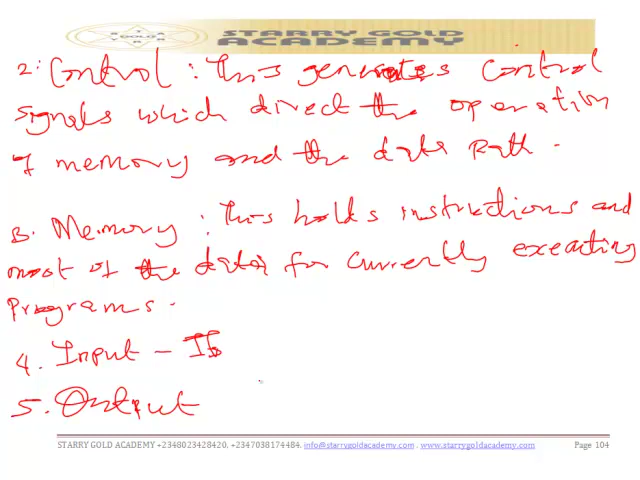 STARRY GOLD
ACADEMY
2: Control : This generates control
signals which direct the operation
of memory and the data path .
3. Memory : This holds instructions and
most of the data for currently executing
Programs .
4. Input -
5. Output
STARRY GOLD ACADEMY +2348023428420, +2347038174484, info@starrygoldacademy.com , www.starrygoldacademy.com Page 104